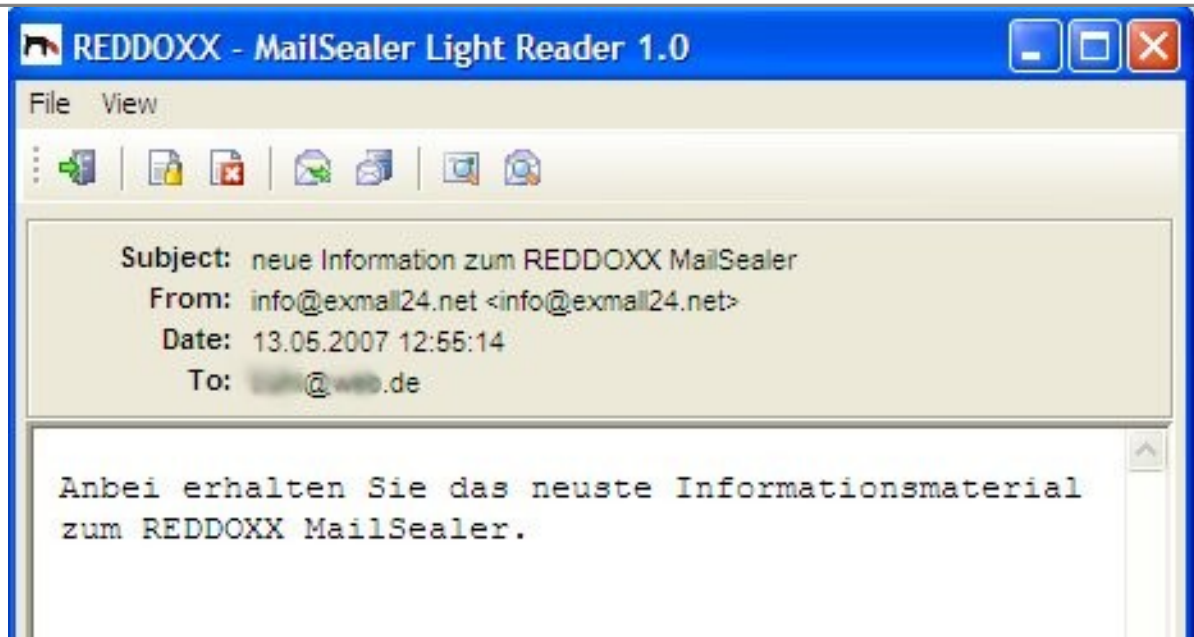 REDDOXX - MailSealer Light Reader 1.0
File View
Subject: neue Information zum REDDOXX MailSealer
From: info@exmall24.net <info@exmall24.net>
Date: 13.05.2007 12:55:14
To: @web.de
Anbei erhalten Sie das neuste Informationsmaterial
zum REDDOXX MailSealer.